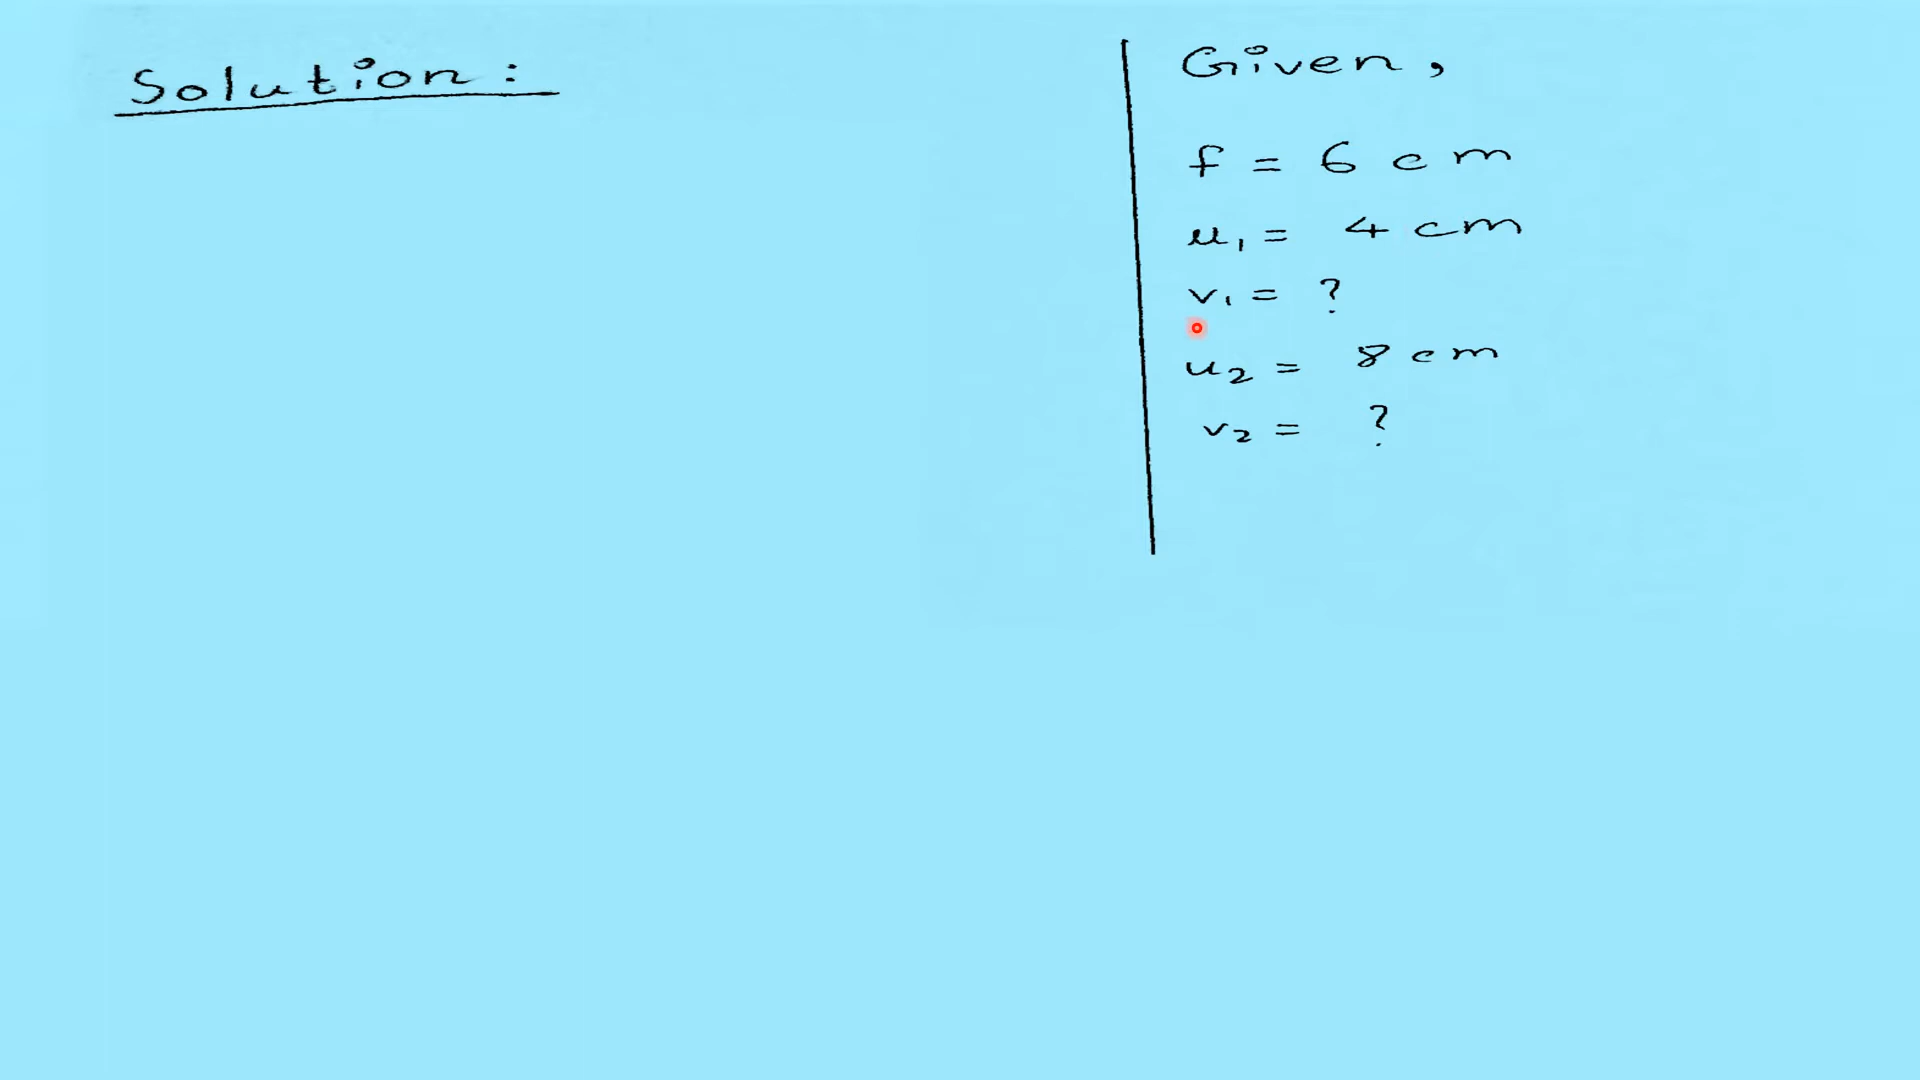 Solution :
Given ,
f = 6 cm
u₁ = 4 cm
v₁ = ?
u₂ = 8 cm
v₂ = ?